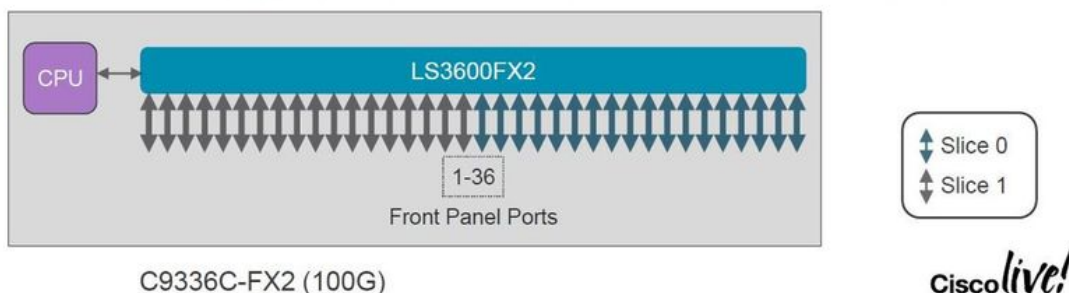 CPU
LS3600FX2
1-36
Front Panel Ports
Slice 0
Slice 1
C9336C-FX2 (100G)
Cisco live!